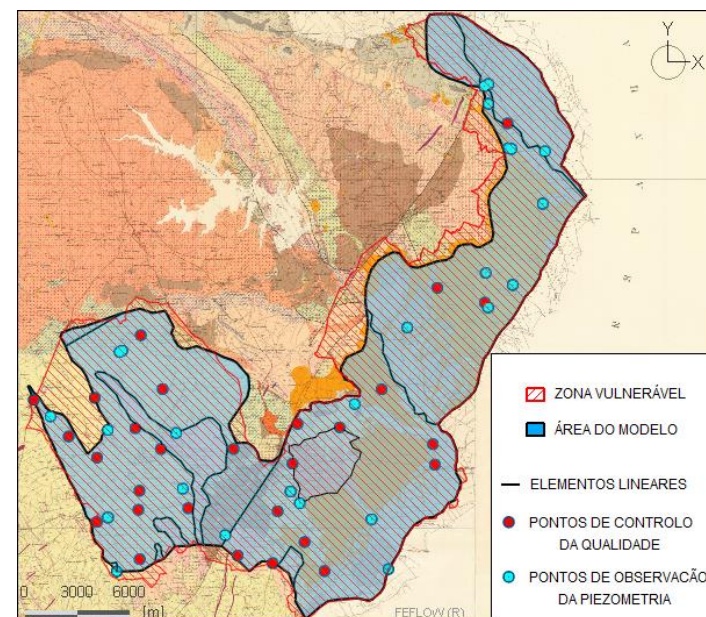 Y
X
ZONA VULNERÁVEL
ÁREA DO MODELO
ELEMENTOS LINEARES
PONTOS DE CONTROLO
DA QUALIDADE
PONTOS DE OBSERVAÇÃO
DA PIEZOMETRIA
0 3000 6000
[m]
FEFLOW (R)